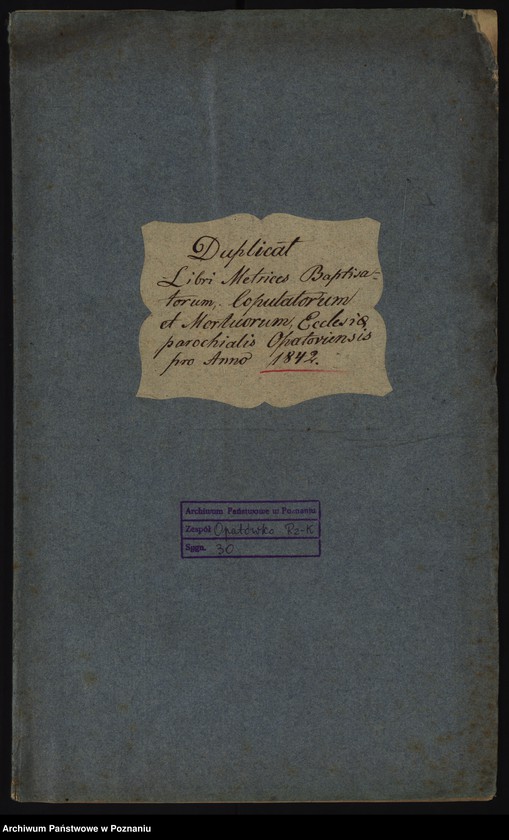 Duplicat
Libri Metrices Baptisa=
torum, Copulatorum
et Mortuorum, Ecclesiæ
parochialis Opatoviensis
pro Anno 1842.
Archiwum Państwowe w Poznaniu
Zespół Opatówko Rz-K
Sygn. 30
Archiwum Państwowe w Poznaniu